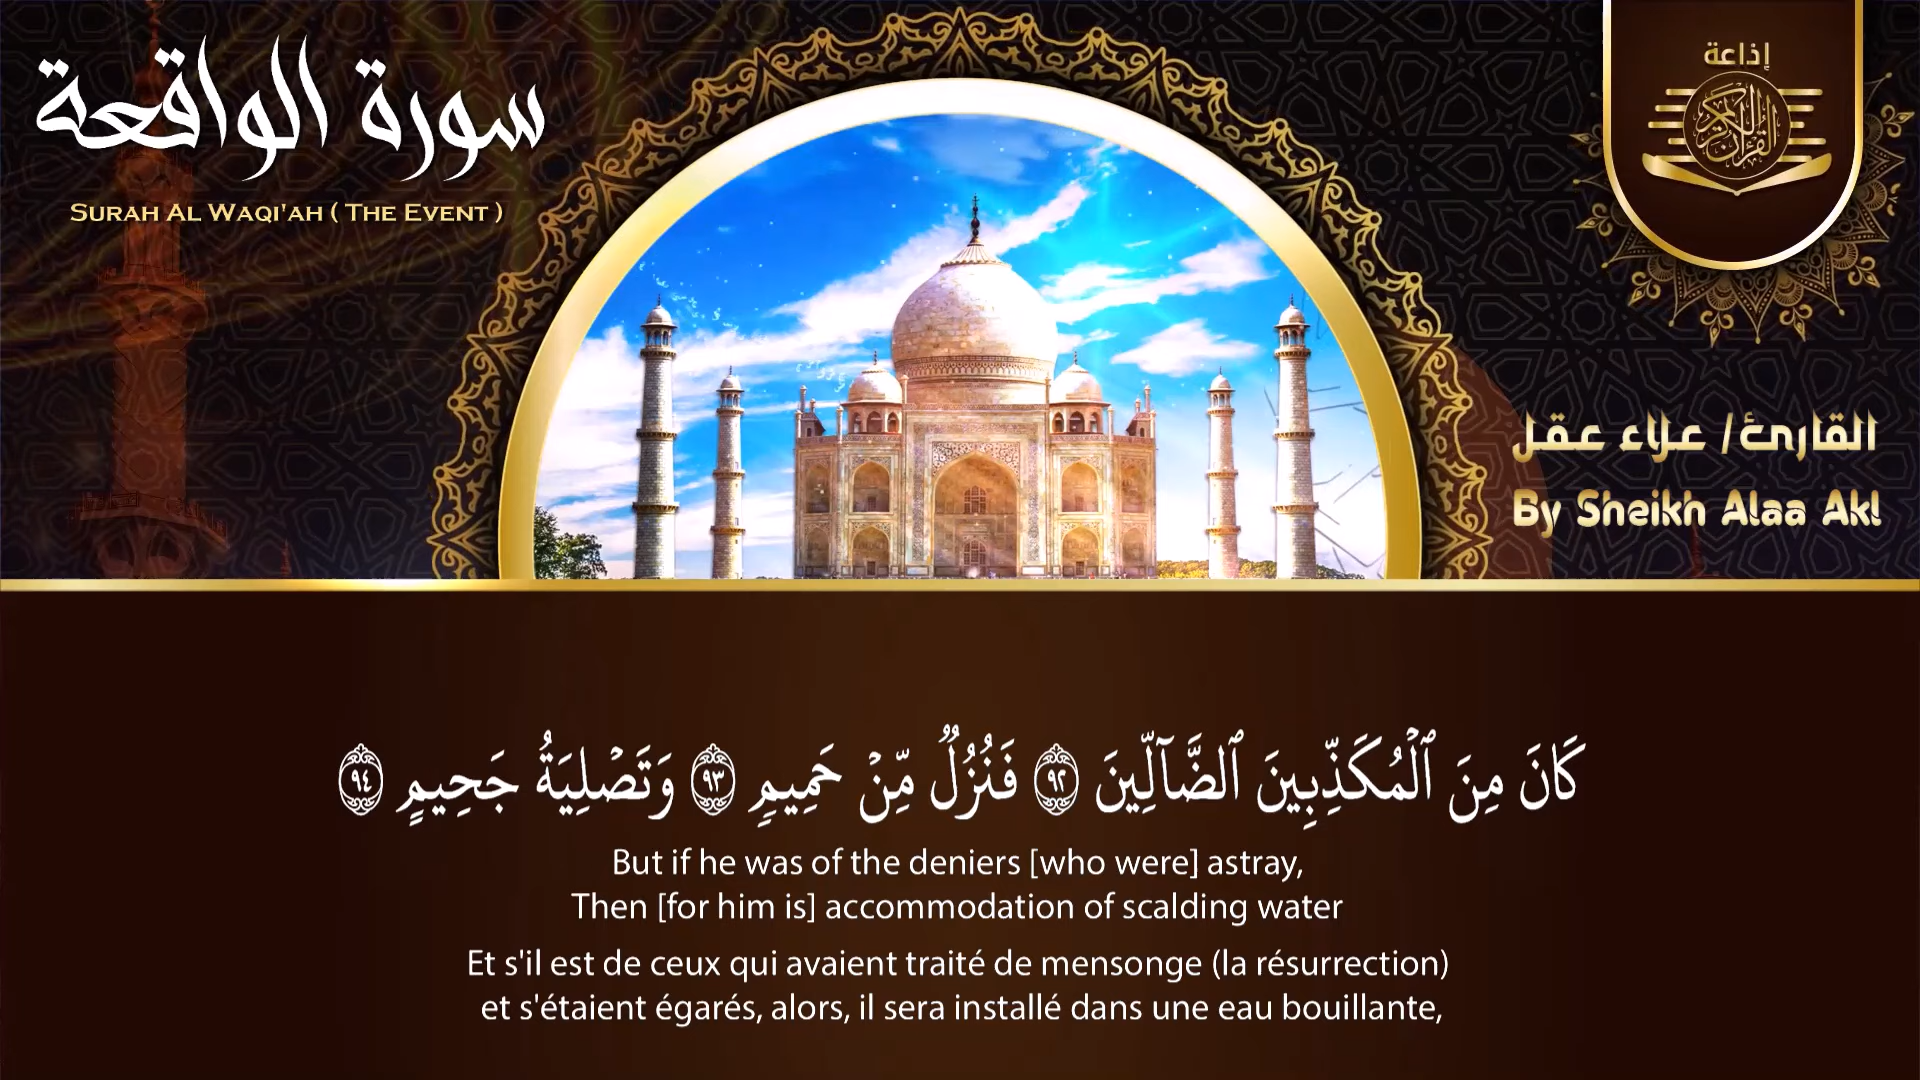 سورة الواقعة
SURAH AL WAQI'AH ( THE EVENT )
إذاعة
القرآن الكريم
القارئ/ علاء عقل
By Sheikh Alaa Akl
كَانَ مِنَ ٱلْمُكَذِّبِينَ ٱلضَّآلِّينَ ٩٢ فَنُزُلٌ مِّنْ حَمِيمٍ ٩٣ وَتَصْلِيَةُ جَحِيمٍ ٩٤
But if he was of the deniers [who were] astray,
Then [for him is] accommodation of scalding water
Et s'il est de ceux qui avaient traité de mensonge (la résurrection)
et s'étaient égarés, alors, il sera installé dans une eau bouillante,